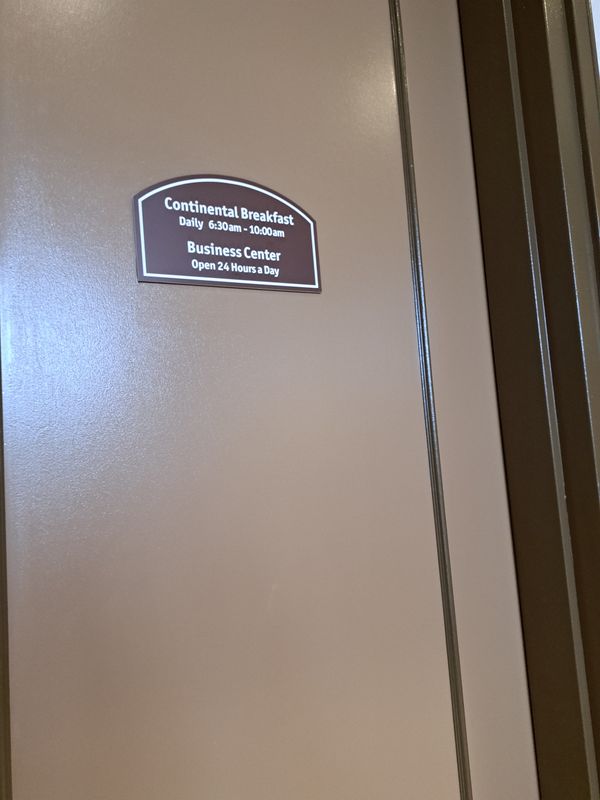 Continental Breakfast
Daily 6:30am - 10:00am
Business Center
Open 24 Hours a Day